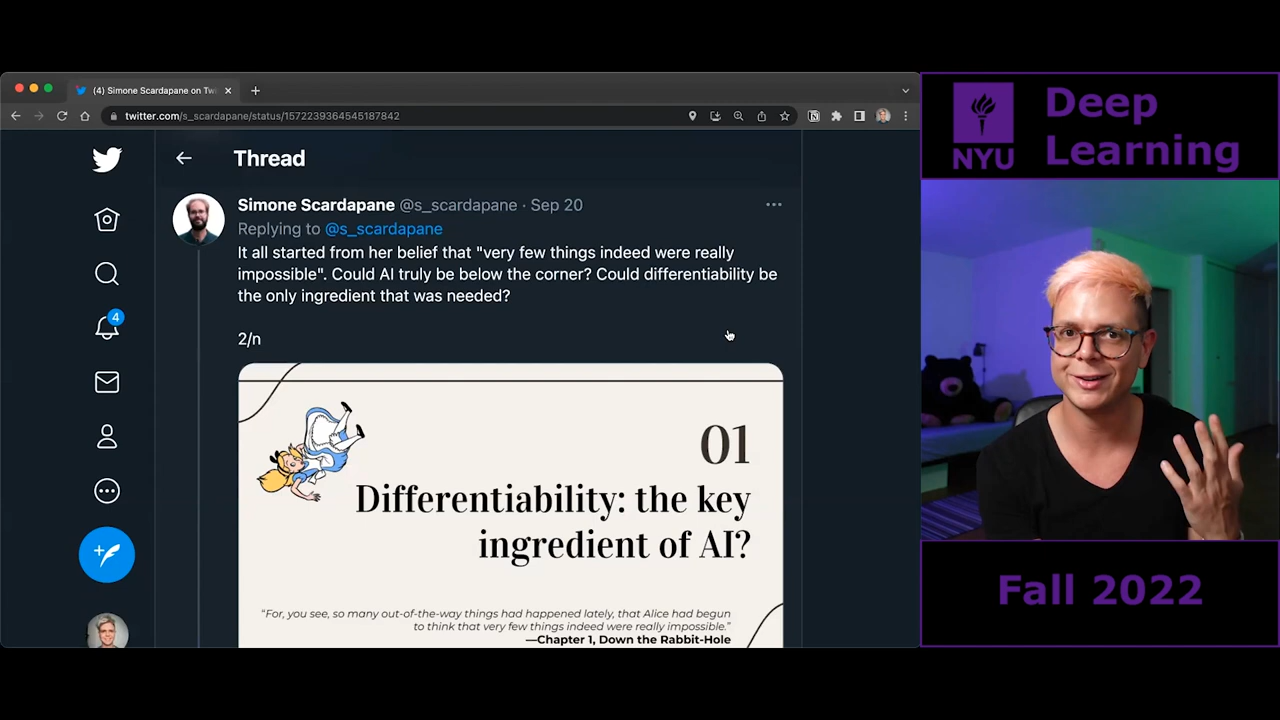 (4) Simone Scardapane on Tw
twitter.com/s_scardapane/status/1572239364545187842
Thread
Simone Scardapane @s_scardapane · Sep 20
Replying to @s_scardapane
It all started from her belief that "very few things indeed were really
impossible". Could AI truly be below the corner? Could differentiability be
the only ingredient that was needed?
2/n
4
01
Differentiability: the key
ingredient of AI?
“For, you see, so many out-of-the-way things had happened lately, that Alice had begun
to think that very few things indeed were really impossible.”
—Chapter 1, Down the Rabbit-Hole
NYU
Deep
Learning
Fall 2022